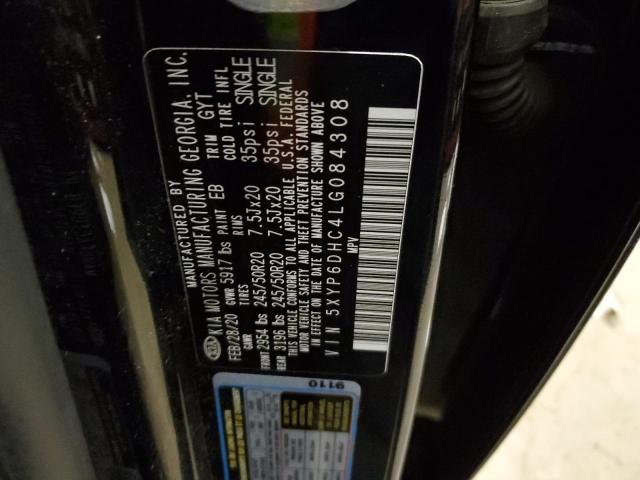 MANUFACTURED BY
KIA KIA MOTORS MANUFACTURING GEORGIA. INC.
FEB/28/20 GVWR 5917 lbs PAINT EB TRIM GYT
GAWR TIRES RIMS COLD TIRE INFL
FRONT 2954 lbs 245/50R20 7.5Jx20 35psi SINGLE
REAR 3196 lbs 245/50R20 7.5Jx20 35psi SINGLE
THIS VEHICLE CONFORMS TO ALL APPLICABLE U.S.A. FEDERAL
MOTOR VEHICLE SAFETY AND THEFT PREVENTION STANDARDS
IN EFFECT ON THE DATE OF MANUFACTURE SHOWN ABOVE
VIN 5XYP6DHC4LG084308
MPV
9110